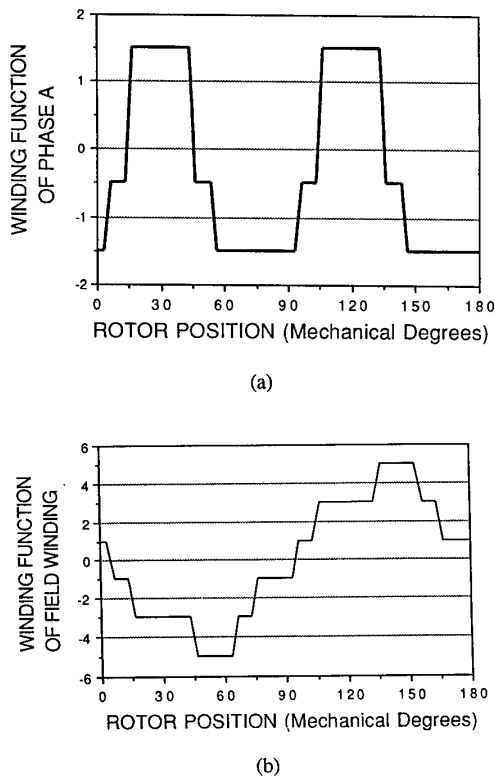 2
1
0
-1
-2
WINDING FUNCTION
OF PHASE A
0 30 60 90 120 150 180
ROTOR POSITION (Mechanical Degrees)
(a)
6
4
2
0
-2
-4
-6
WINDING FUNCTION
OF FIELD WINDING
0 30 60 90 120 150 180
ROTOR POSITION (Mechanical Degrees)
(b)